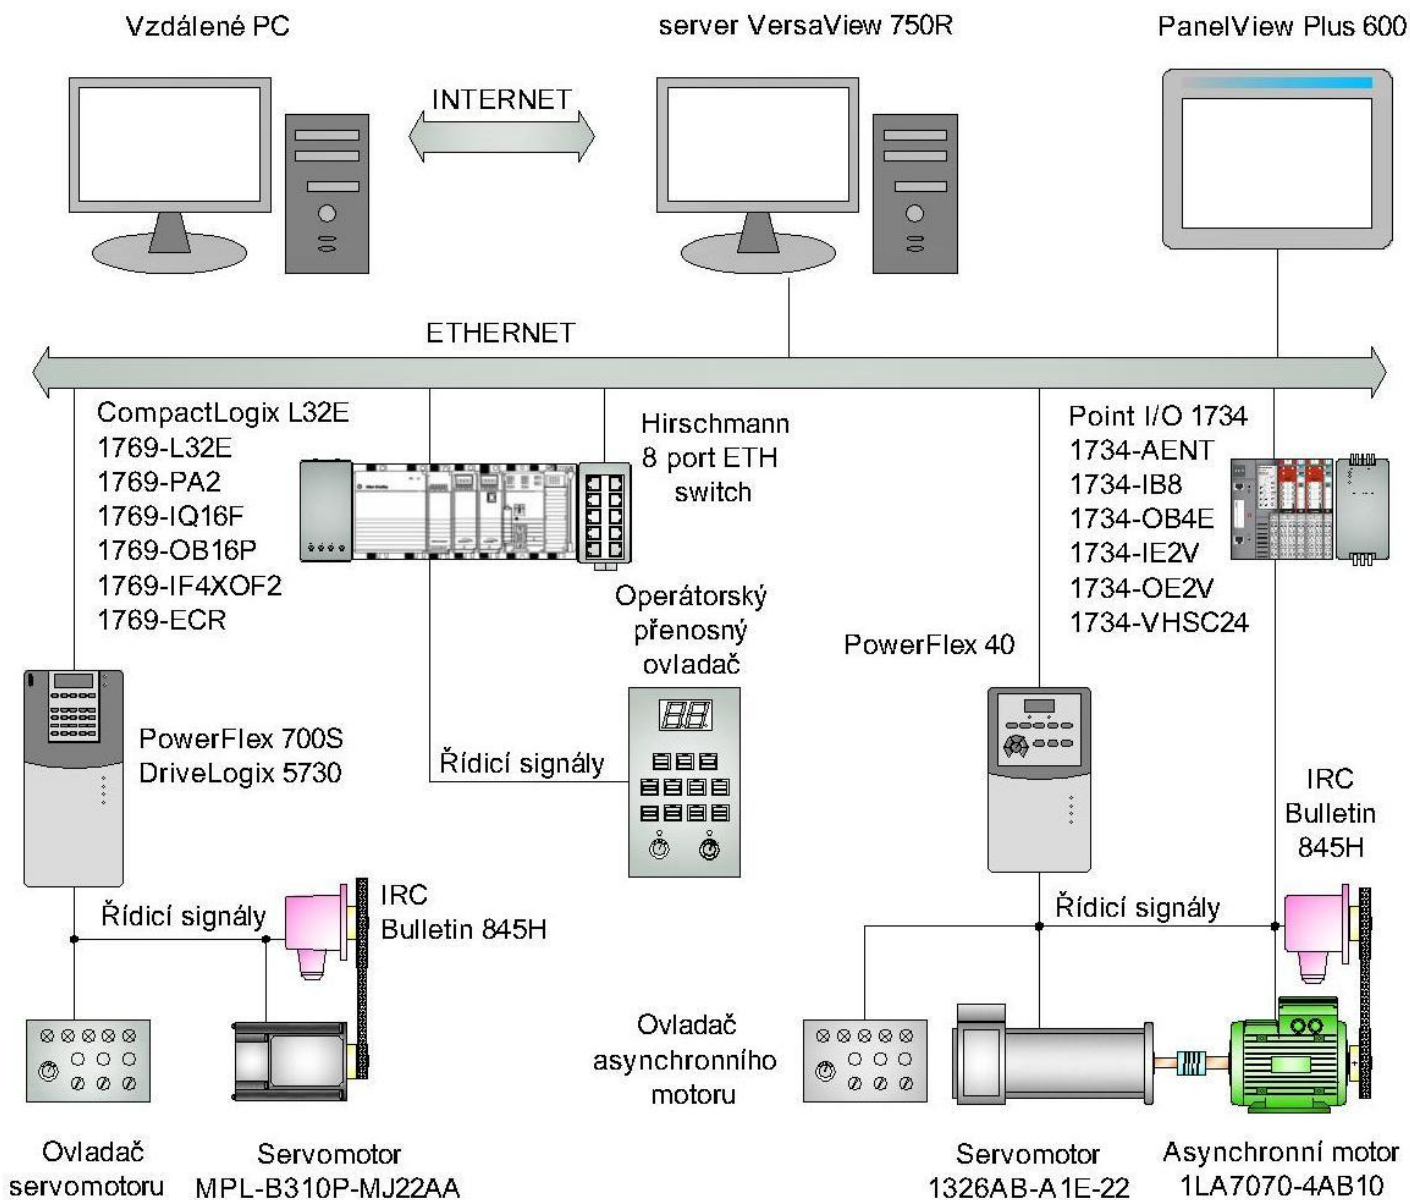 Vzdálené PC
server VersaView 750R
PanelView Plus 600
INTERNET
ETHERNET
CompactLogix L32E
1769-L32E
1769-PA2
1769-IQ16F
1769-OB16P
1769-IF4XOF2
1769-ECR
Hirschmann
8 port ETH
switch
Point I/O 1734
1734-AENT
1734-IB8
1734-OB4E
1734-IE2V
1734-OE2V
1734-VHSC24
Operátorský
přenosný
ovladač
PowerFlex 40
PowerFlex 700S
DriveLogix 5730
Řídicí signály
IRC
Bulletin
845H
Řídicí signály
IRC
Bulletin 845H
Řídicí signály
Ovladač
asynchronního
motoru
Ovladač
servomotoru
Servomotor
MPL-B310P-MJ22AA
Servomotor
1326AB-A1E-22
Asynchronní motor
1LA7070-4AB10